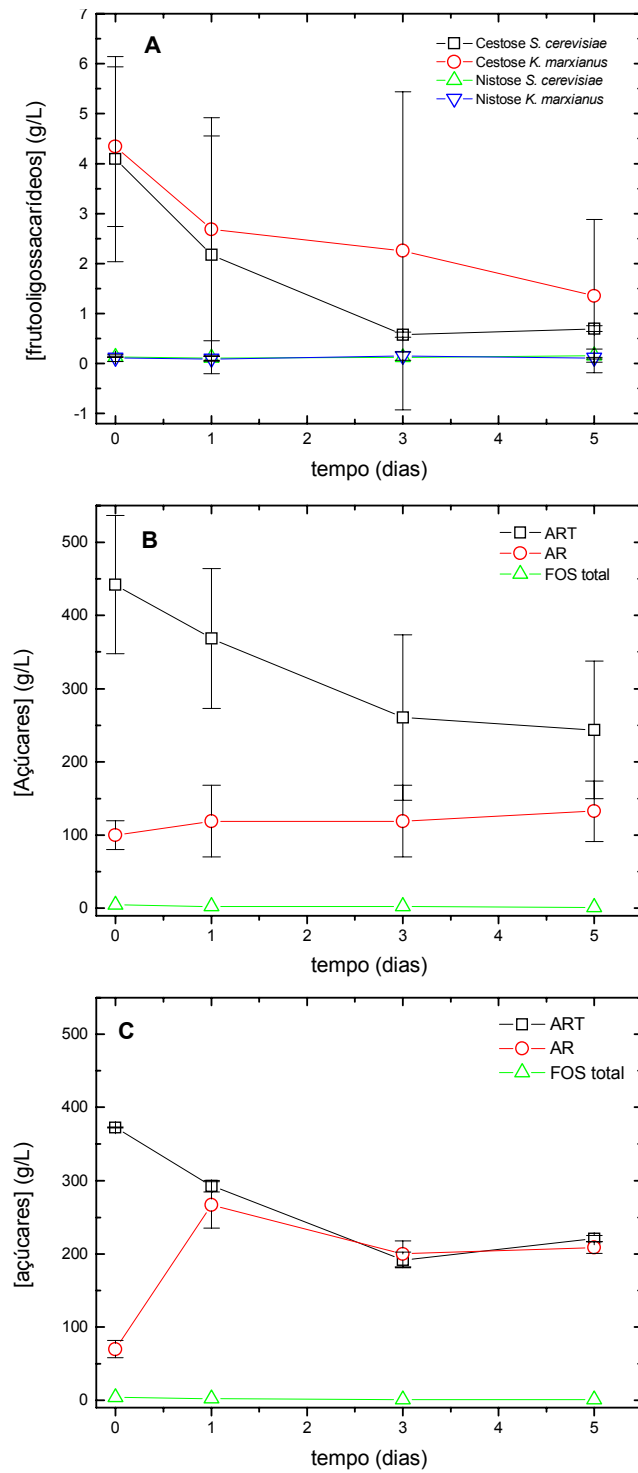 A
Cestose S. cerevisiae
Cestose K. marxianus
Nistose S. cerevisiae
Nistose K. marxianus
7
6
5
4
3
2
1
0
-1
[frutooligossacarídeos] (g/L)
0 1 2 3 4 5
tempo (dias)
B
ART
AR
FOS total
500
400
300
200
100
0
[Açúcares] (g/L)
0 1 2 3 4 5
tempo (dias)
C
ART
AR
FOS total
500
400
300
200
100
0
[açúcares] (g/L)
0 1 2 3 4 5
tempo (dias)